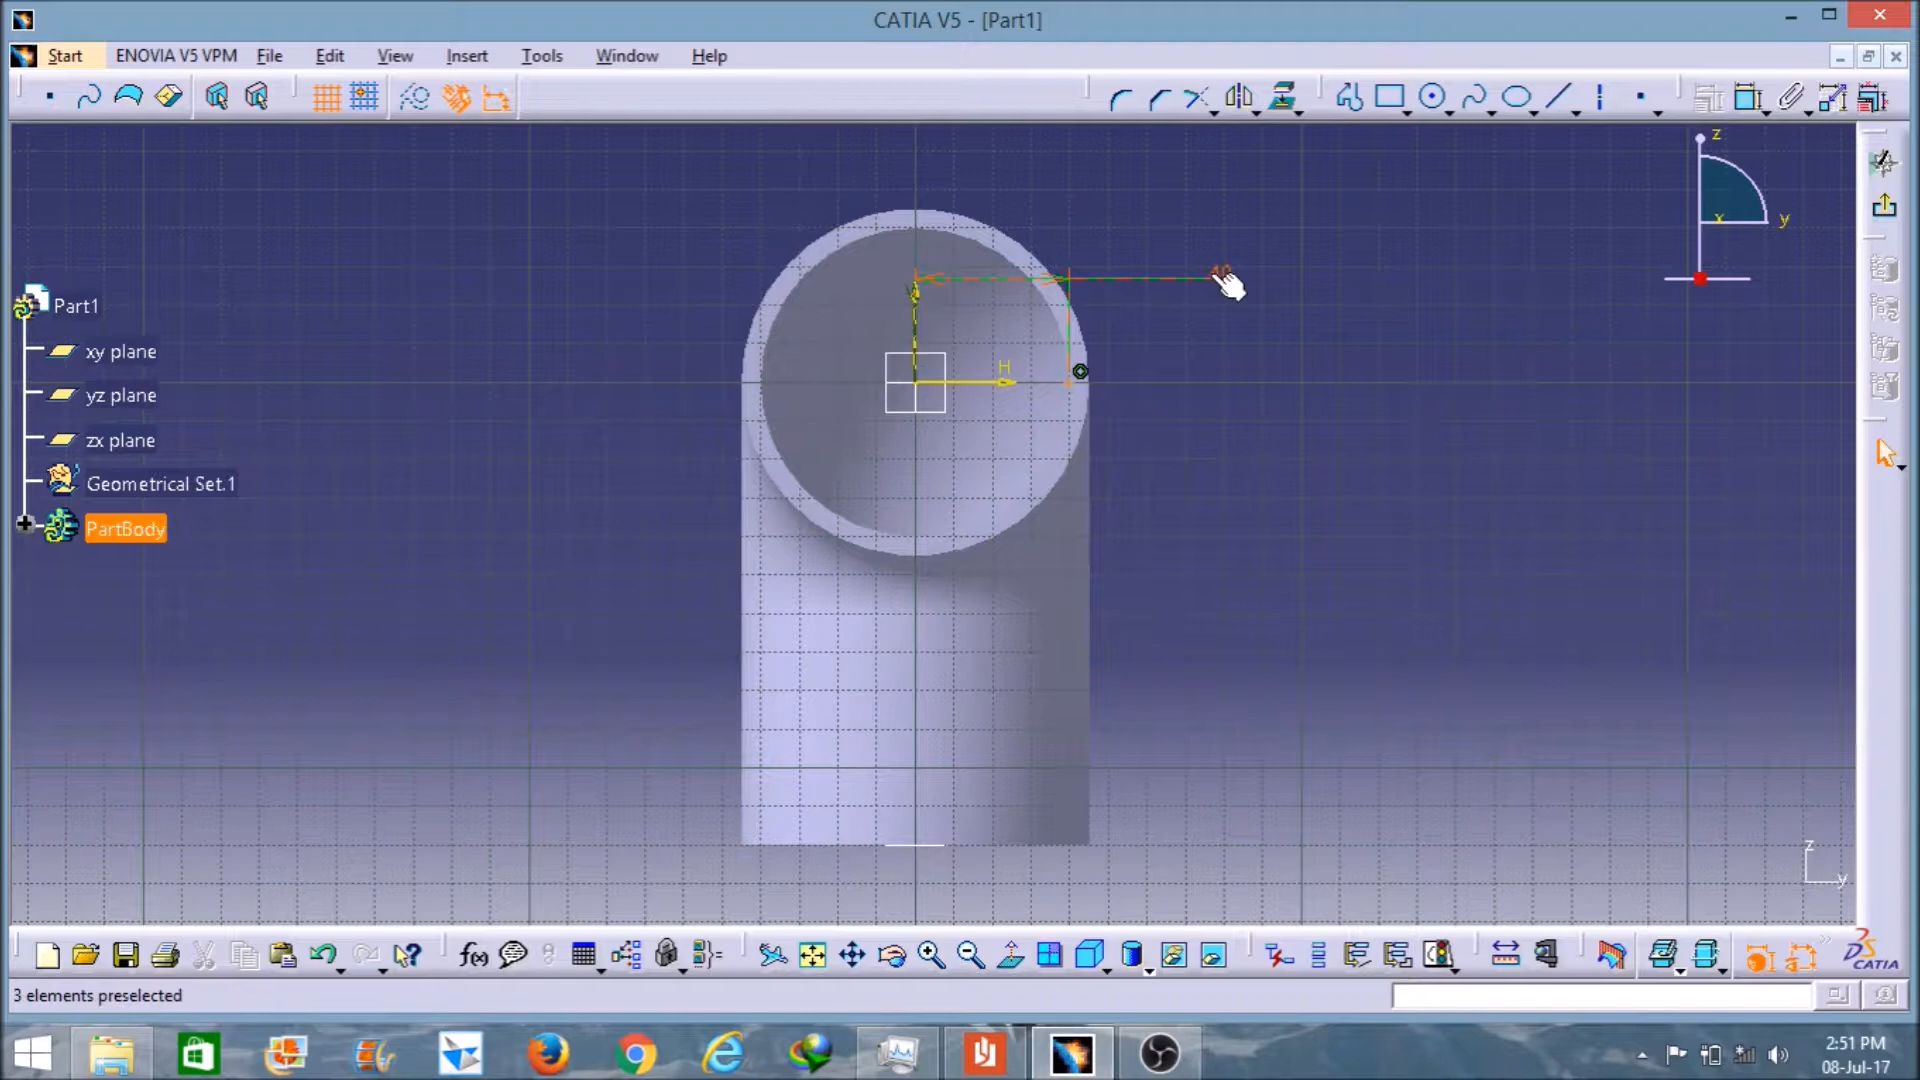 CATIA V5 - [Part1]
Start ENOVIA V5 VPM File Edit View Insert Tools Window Help
z
x y
Part1
xy plane
H
yz plane
zx plane
Geometrical Set.1
PartBody
z
y
f(x)
CATIA
3 elements preselected
2:51 PM
08-Jul-17